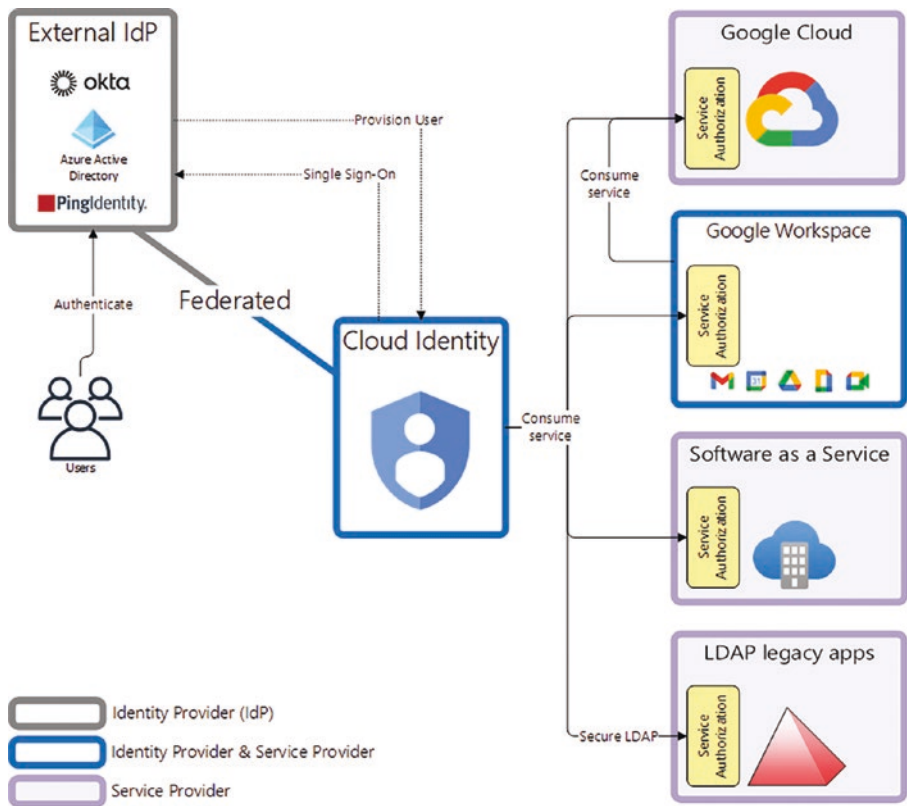 External IdP
okta
Azure Active
Directory
PingIdentity.
Provision User
Single Sign-On
Authenticate
Federated
Users
Cloud Identity
Consume
service
Google Cloud
Service
Authorization
Consume
service
Google Workspace
Service
Authorization
31
Software as a Service
Service
Authorization
LDAP legacy apps
Service
Authorization
Secure LDAP
Identity Provider (IdP)
Identity Provider & Service Provider
Service Provider